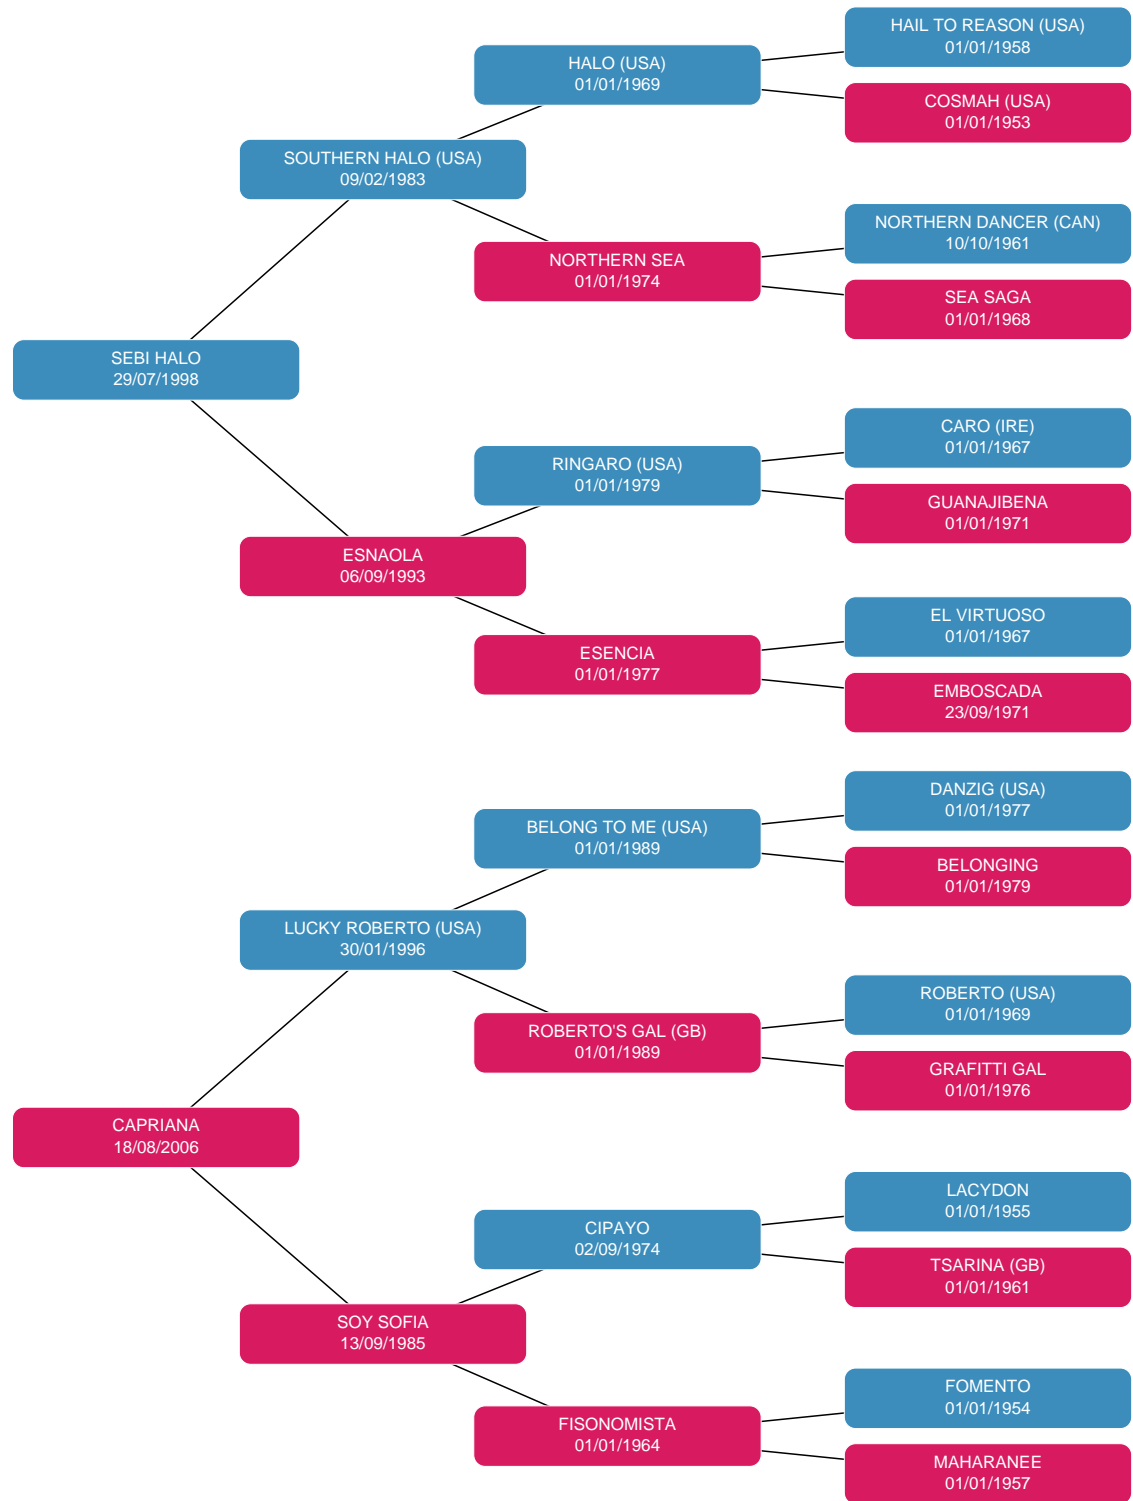 HAIL TO REASON (USA)
01/01/1958
HALO (USA)
01/01/1969
COSMAH (USA)
01/01/1953
SOUTHERN HALO (USA)
09/02/1983
NORTHERN DANCER (CAN)
10/10/1961
NORTHERN SEA
01/01/1974
SEA SAGA
01/01/1968
SEBI HALO
29/07/1998
CARO (IRE)
01/01/1967
RINGARO (USA)
01/01/1979
GUANAJIBENA
01/01/1971
ESNAOLA
06/09/1993
EL VIRTUOSO
01/01/1967
ESENCIA
01/01/1977
EMBOSCADA
23/09/1971
DANZIG (USA)
01/01/1977
BELONG TO ME (USA)
01/01/1989
BELONGING
01/01/1979
LUCKY ROBERTO (USA)
30/01/1996
ROBERTO (USA)
01/01/1969
ROBERTO'S GAL (GB)
01/01/1989
GRAFITTI GAL
01/01/1976
CAPRIANA
18/08/2006
LACYDON
01/01/1955
CIPAYO
02/09/1974
TSARINA (GB)
01/01/1961
SOY SOFIA
13/09/1985
FOMENTO
01/01/1954
FISONOMISTA
01/01/1964
MAHARANEE
01/01/1957